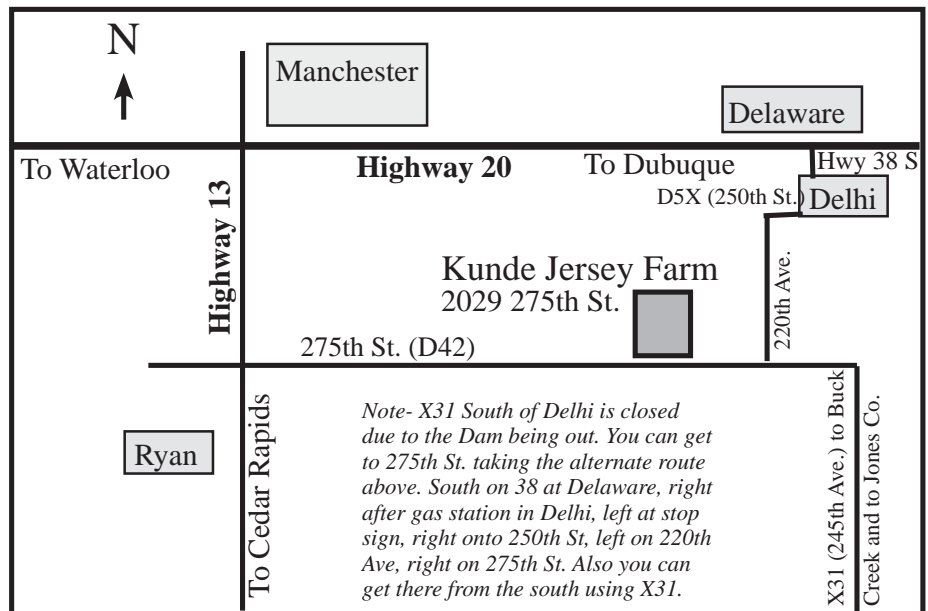 N
Manchester
Delaware
To Waterloo
Highway 20
To Dubuque
Hwy 38 S
D5X (250th St.)
Delhi
Highway 13
Kunde Jersey Farm
2029 275th St.
220th Ave.
275th St. (D42)
Ryan
To Cedar Rapids
Note- X31 South of Delhi is closed
due to the Dam being out. You can get
to 275th St. taking the alternate route
above. South on 38 at Delaware, right
after gas station in Delhi, left at stop
sign, right onto 250th St, left on 220th
Ave, right on 275th St. Also you can
get there from the south using X31.
X31 (245th Ave.) to Buck
Creek and to Jones Co.